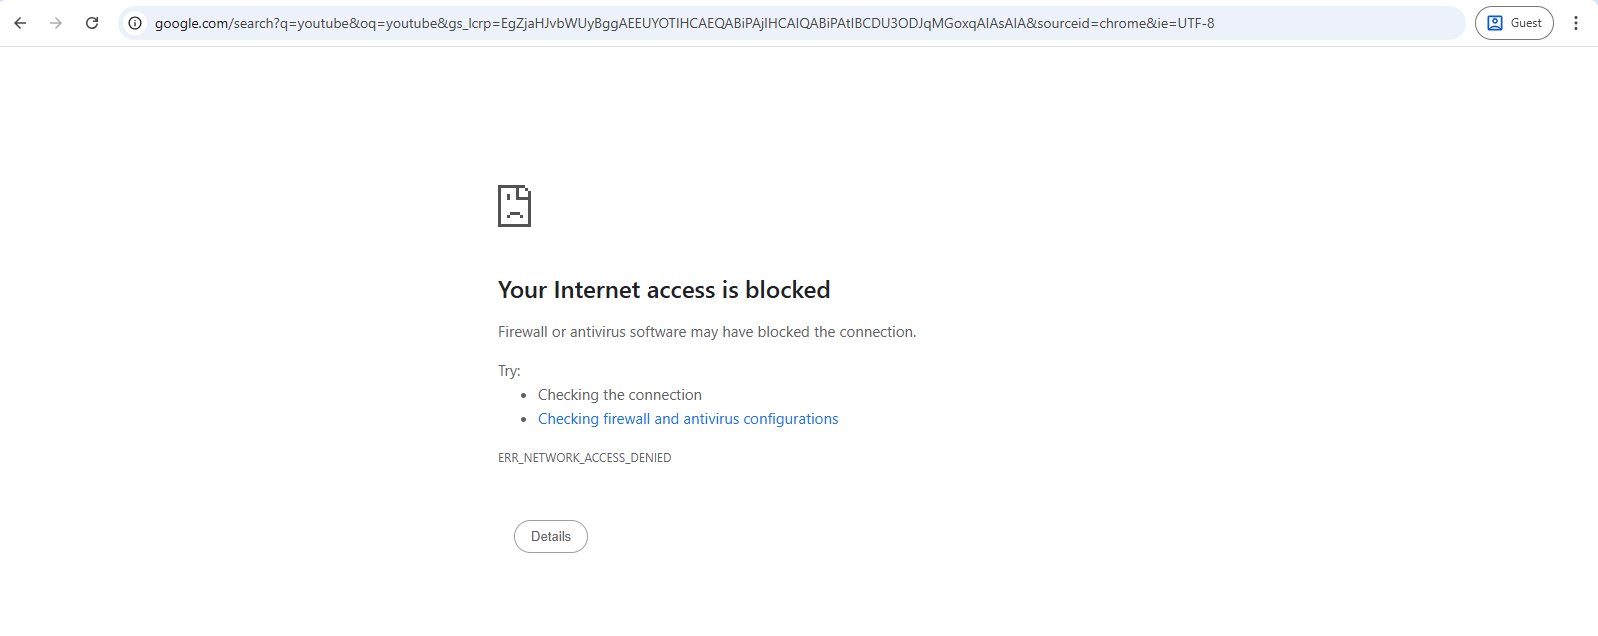 google.com/search?q=youtube&oq=youtube&gs_lcrp=EgZjaHJvbWUyBggAEEUYOTIHCAEQABiPAjIHCAIQABiPAtIBCDU3ODJqMGoxqAIAsAIA&sourceid=chrome&ie=UTF-8
Guest
Your Internet access is blocked
Firewall or antivirus software may have blocked the connection.
Try:
Checking the connection
Checking firewall and antivirus configurations
ERR_NETWORK_ACCESS_DENIED
Details